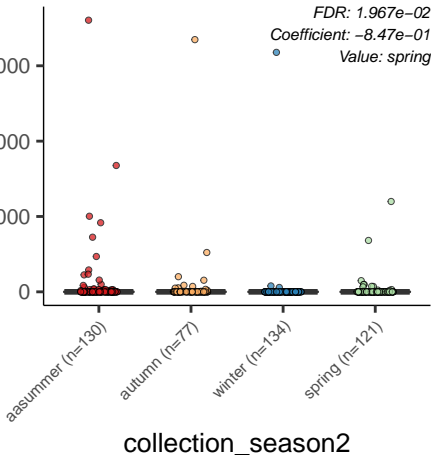 FDR: 1.967e−02
Coefficient: −8.47e−01
Value: spring
000
000
000
0
aasummer (n=130)
autumn (n=77)
winter (n=134)
spring (n=121)
collection_season2